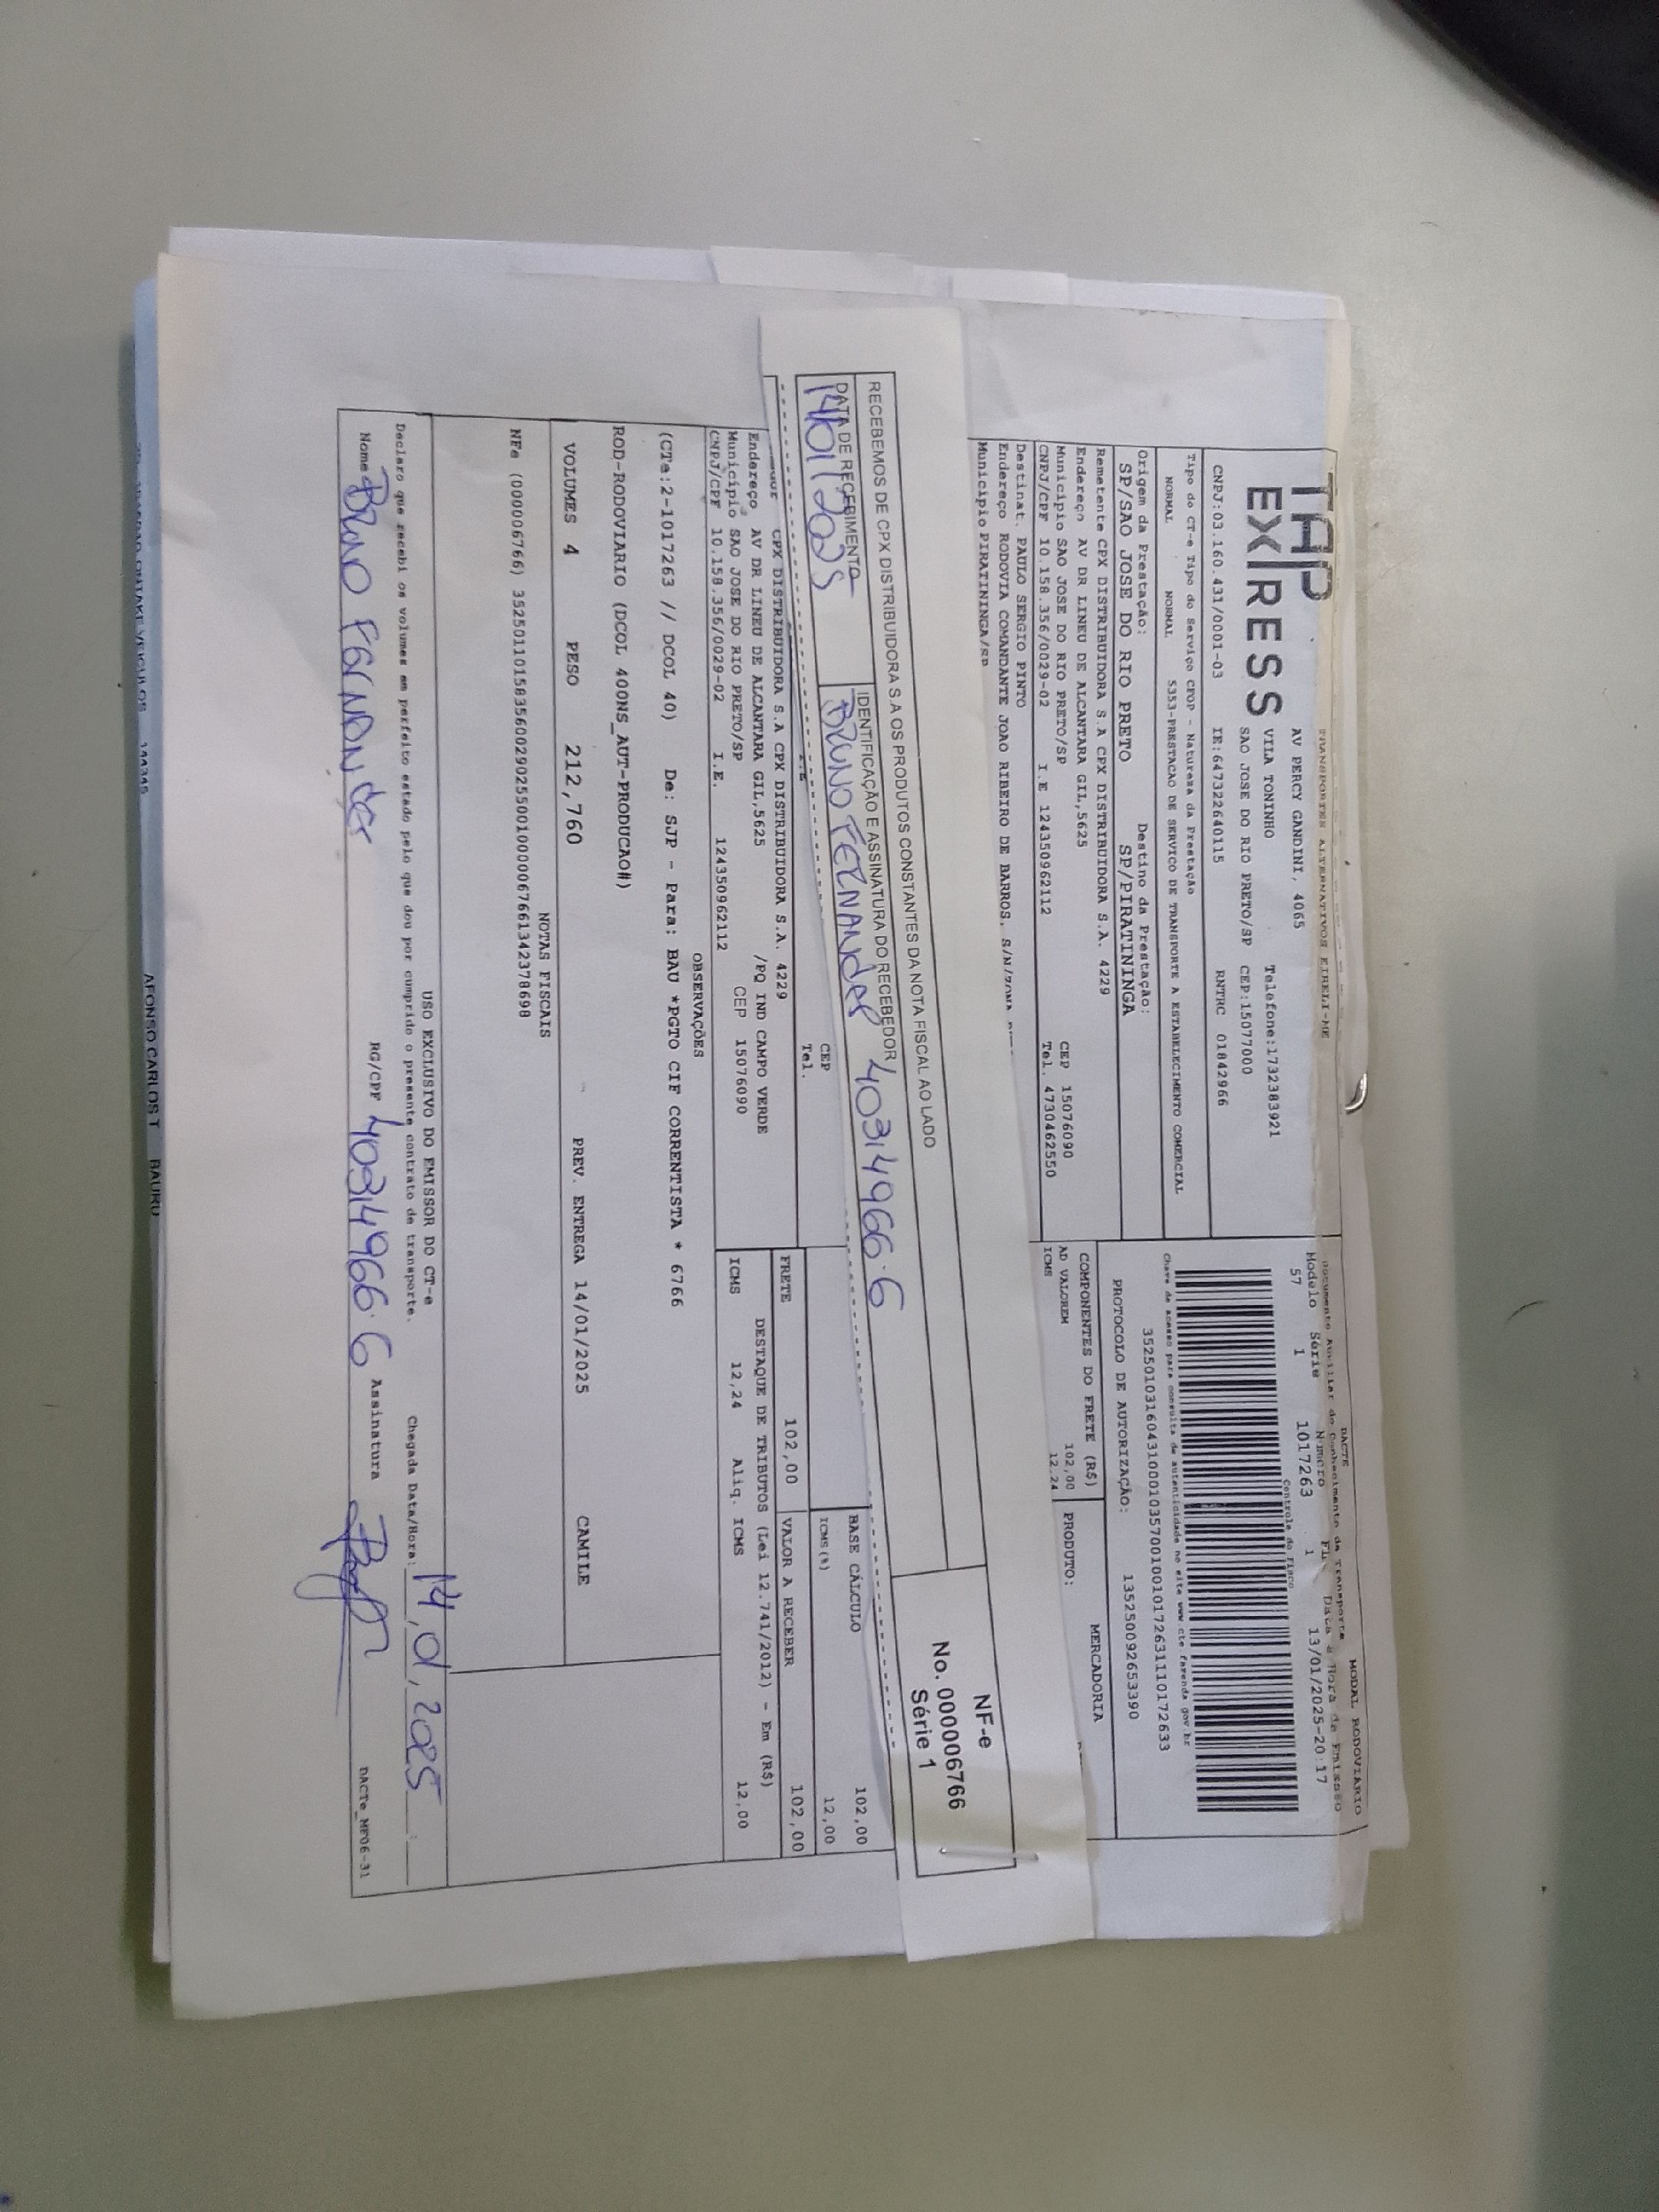 TRANSPORTES ALTERNATIVOS EIRELI-ME
TAP EXPRESS
AV PERCY GANDINI, 4065
VILA TONINHO Telefone:1732383921
SAO JOSE DO RIO PRETO/SP CEP:15077000
CNPJ:03.160.431/0001-03 IE:647322640115 RNTRC 01842966
DACTE MODAL RODOVIARIO
Documento Auxiliar do Conhecimento de Transporte
Modelo Série Número FL. Data e Hora de Emissão
57 1 1017263 1 13/01/2025-20:17
Controle do Fisco
Chave de acesso para consulta de autenticidade no site www.cte.fazenda.gov.br
PROTOCOLO DE AUTORIZAÇÃO: 135250092653390
Tipo do CT-e Tipo do Serviço CFOP - Natureza da Prestação
NORMAL NORMAL 5353-PRESTACAO DE SERVICO DE TRANSPORTE A ESTABELECIMENTO COMERCIAL
Origem da Prestação: Destino da Prestação:
SP/SAO JOSE DO RIO PRETO SP/PIRATININGA
Remetente CPX DISTRIBUIDORA S.A CPX DISTRIBUIDORA S.A. 4229
Endereço AV DR LINEU DE ALCANTARA GIL,5625
Município SAO JOSE DO RIO PRETO/SP CEP 15076090
CNPJ/CPF 10.158.356/0029-02 I.E 124350962112 Tel. 4730462550
COMPONENTES DO FRETE (R$) MERCADORIA
AD VALOREM 102,00 PRODUTO:
ICMS 12,24
Destinat. PAULO SERGIO PINTO
Endereço RODOVIA COMANDANTE JOAO RIBEIRO DE BARROS, S/N/ZONA
Município PIRATININGA/SP
RECEBEMOS DE CPX DISTRIBUIDORA S.A OS PRODUTOS CONSTANTES DA NOTA FISCAL AO LADO
DATA DE RECEBIMENTO IDENTIFICAÇÃO E ASSINATURA DO RECEBEDOR
14/01/2025 BRUNO FERNANDES 40314966-6
NF-e
No. 000006766
Série 1
CEP
I.E Tel.
BASE CÁLCULO 102,00
ICMS(%) 12,00
CPX DISTRIBUIDORA S.A CPX DISTRIBUIDORA S.A. 4229
Endereço AV DR LINEU DE ALCANTARA GIL,5625 /PQ IND CAMPO VERDE
Município SAO JOSE DO RIO PRETO/SP CEP 15076090
CNPJ/CPF 10.158.356/0029-02 I.E. 124350962112
FRETE 102,00 VALOR A RECEBER 102,00
DESTAQUE DE TRIBUTOS (Lei 12.741/2012) - Em (R$)
ICMS 12,24 Aliq. ICMS 12,00
OBSERVAÇÕES
(CTe:2-1017263 // DCOL 40) De: SJP - Para: BAU *PGTO CIF CORRENTISTA * 6766
ROD-RODOVIARIO (DCOL 400NS_AUT-PRODUCAO#)
VOLUMES 4 PESO 212,760 PREV. ENTREGA 14/01/2025 CAMILE
NOTAS FISCAIS
USO EXCLUSIVO DO EMISSOR DO CT-e
Declaro que recebi os volumes em perfeito estado pelo que dou por cumprido o presente contrato de transporte. Chegada Data/Hora: 14/01/2025
Nome Bruno Fernandes RG/CPF 40314966-6 Assinatura
DACTe_MF06-31
AFONSO CARLOS T BAURU